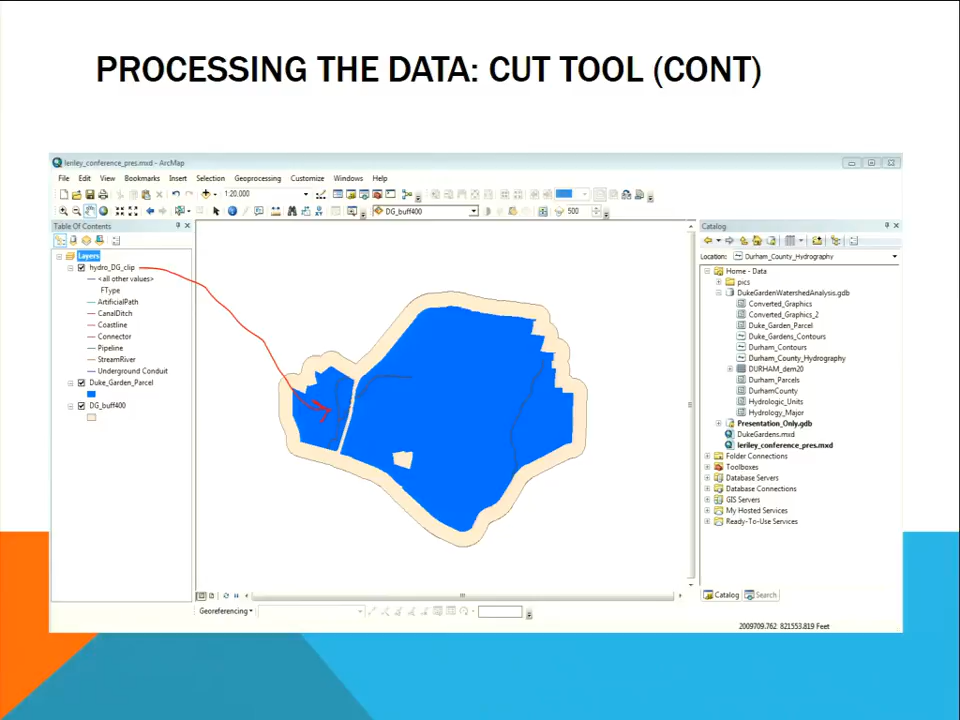 PROCESSING THE DATA: CUT TOOL (CONT)
leriley_conference_pres.mxd - ArcMap
File Edit View Bookmarks Insert Selection Geoprocessing Customize Windows Help
1:20,000
DG_buff400
500
Table Of Contents
Layers
hydro_DG_clip
<all other values>
FType
ArtificialPath
CanalDitch
Coastline
Connector
Pipeline
StreamRiver
Underground Conduit
Duke_Garden_Parcel
DG_buff400
Georeferencing
Catalog
Location: Durham_County_Hydrography
Home - Data
pics
DukeGardenWatershedAnalysis.gdb
Converted_Graphics
Converted_Graphics_2
Duke_Garden_Parcel
Duke_Gardens_Contours
Durham_Contours
Durham_County_Hydrography
DURHAM_dem20
Durham_Parcels
DurhamCounty
Hydrologic_Units
Hydrology_Major
Presentation_Only.gdb
DukeGardens.mxd
leriley_conference_pres.mxd
Folder Connections
Toolboxes
Database Servers
Database Connections
GIS Servers
My Hosted Services
Ready-To-Use Services
Catalog Search
2009709.762 821553.819 Feet